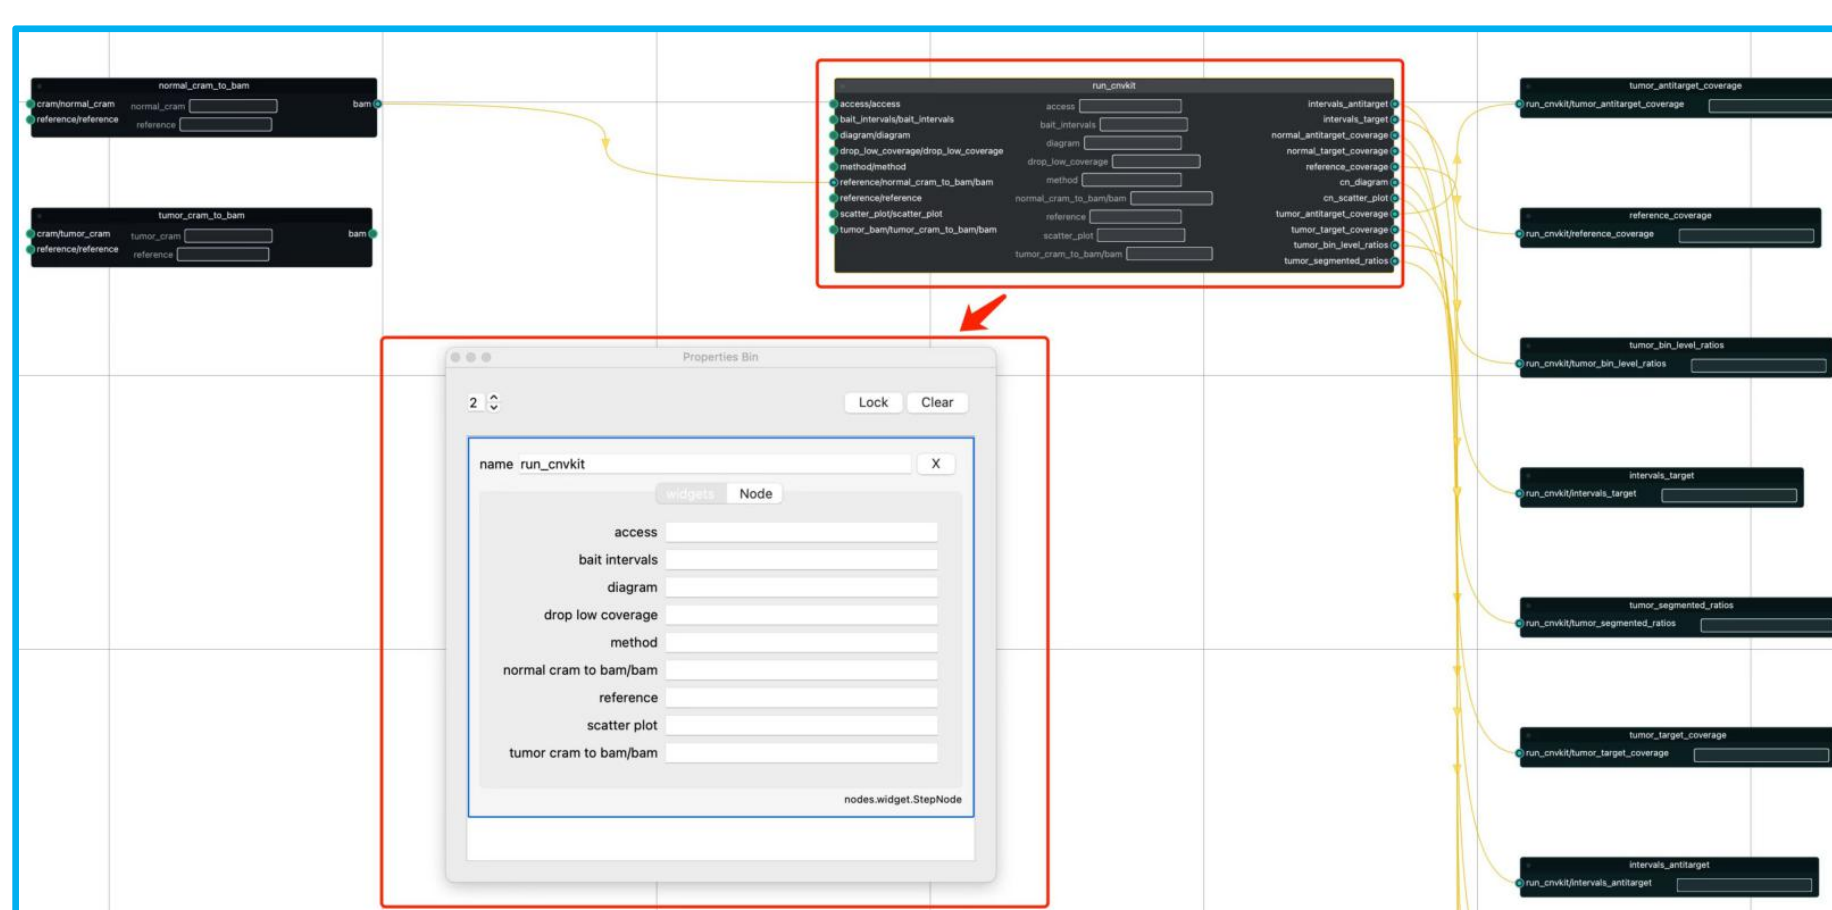 normal_cram_to_bam
cram/normal_cram normal_cram bam
reference/reference reference
tumor_cram_to_bam
cram/tumor_cram tumor_cram bam
reference/reference reference
run_cnvkit
access/access access intervals_antitarget
bait_intervals/bait_intervals bait_intervals intervals_target
diagram/diagram diagram normal_antitarget_coverage
drop_low_coverage/drop_low_coverage drop_low_coverage normal_target_coverage
method/method method reference_coverage
reference/normal_cram_to_bam/bam normal_cram_to_bam/bam cn_diagram
reference/reference reference cn_scatter_plot
scatter_plot/scatter_plot scatter_plot tumor_antitarget_coverage
tumor_bam/tumor_cram_to_bam/bam tumor_cram_to_bam/bam tumor_target_coverage
tumor_bin_level_ratios
tumor_segmented_ratios
tumor_antitarget_coverage
run_cnvkit/tumor_antitarget_coverage
reference_coverage
run_cnvkit/reference_coverage
tumor_bin_level_ratios
run_cnvkit/tumor_bin_level_ratios
intervals_target
run_cnvkit/intervals_target
tumor_segmented_ratios
run_cnvkit/tumor_segmented_ratios
tumor_target_coverage
run_cnvkit/tumor_target_coverage
intervals_antitarget
run_cnvkit/intervals_antitarget
Properties Bin
2 Lock Clear
name run_cnvkit X
widgets Node
access
bait intervals
diagram
drop low coverage
method
normal cram to bam/bam
reference
scatter plot
tumor cram to bam/bam
nodes.widget.StepNode